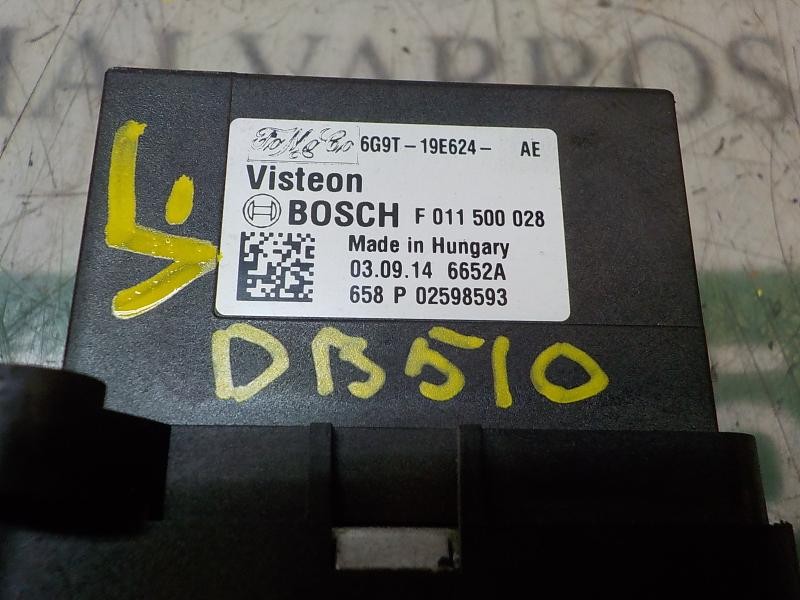 MALVARROSA
FoMoCo 6G9T-19E624- AE
Visteon
BOSCH F 011 500 028
Made in Hungary
03.09.14 6652A
658 P 02598593
DB510